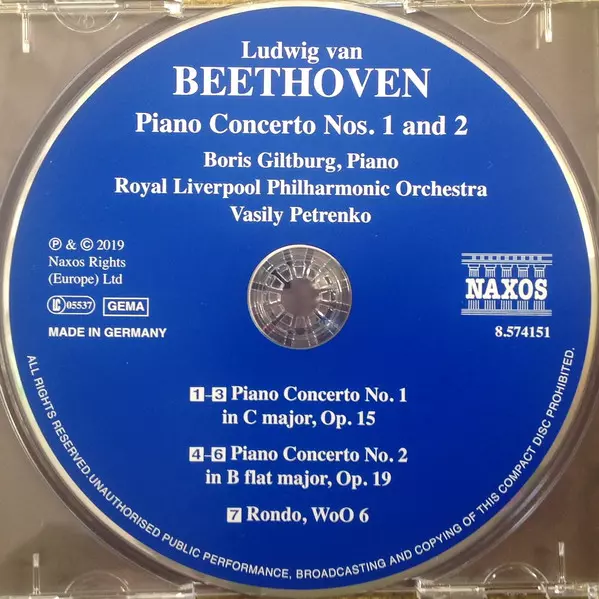 Ludwig van
BEETHOVEN
Piano Concerto Nos. 1 and 2
Boris Giltburg, Piano
Royal Liverpool Philharmonic Orchestra
Vasily Petrenko
℗ & © 2019
Naxos Rights
(Europe) Ltd
LC 05537 GEMA
MADE IN GERMANY
NAXOS
8.574151
1–3 Piano Concerto No. 1
in C major, Op. 15
4–6 Piano Concerto No. 2
in B flat major, Op. 19
7 Rondo, WoO 6
ALL RIGHTS RESERVED.UNAUTHORISED PUBLIC PERFORMANCE, BROADCASTING AND COPYING OF THIS COMPACT DISC PROHIBITED.